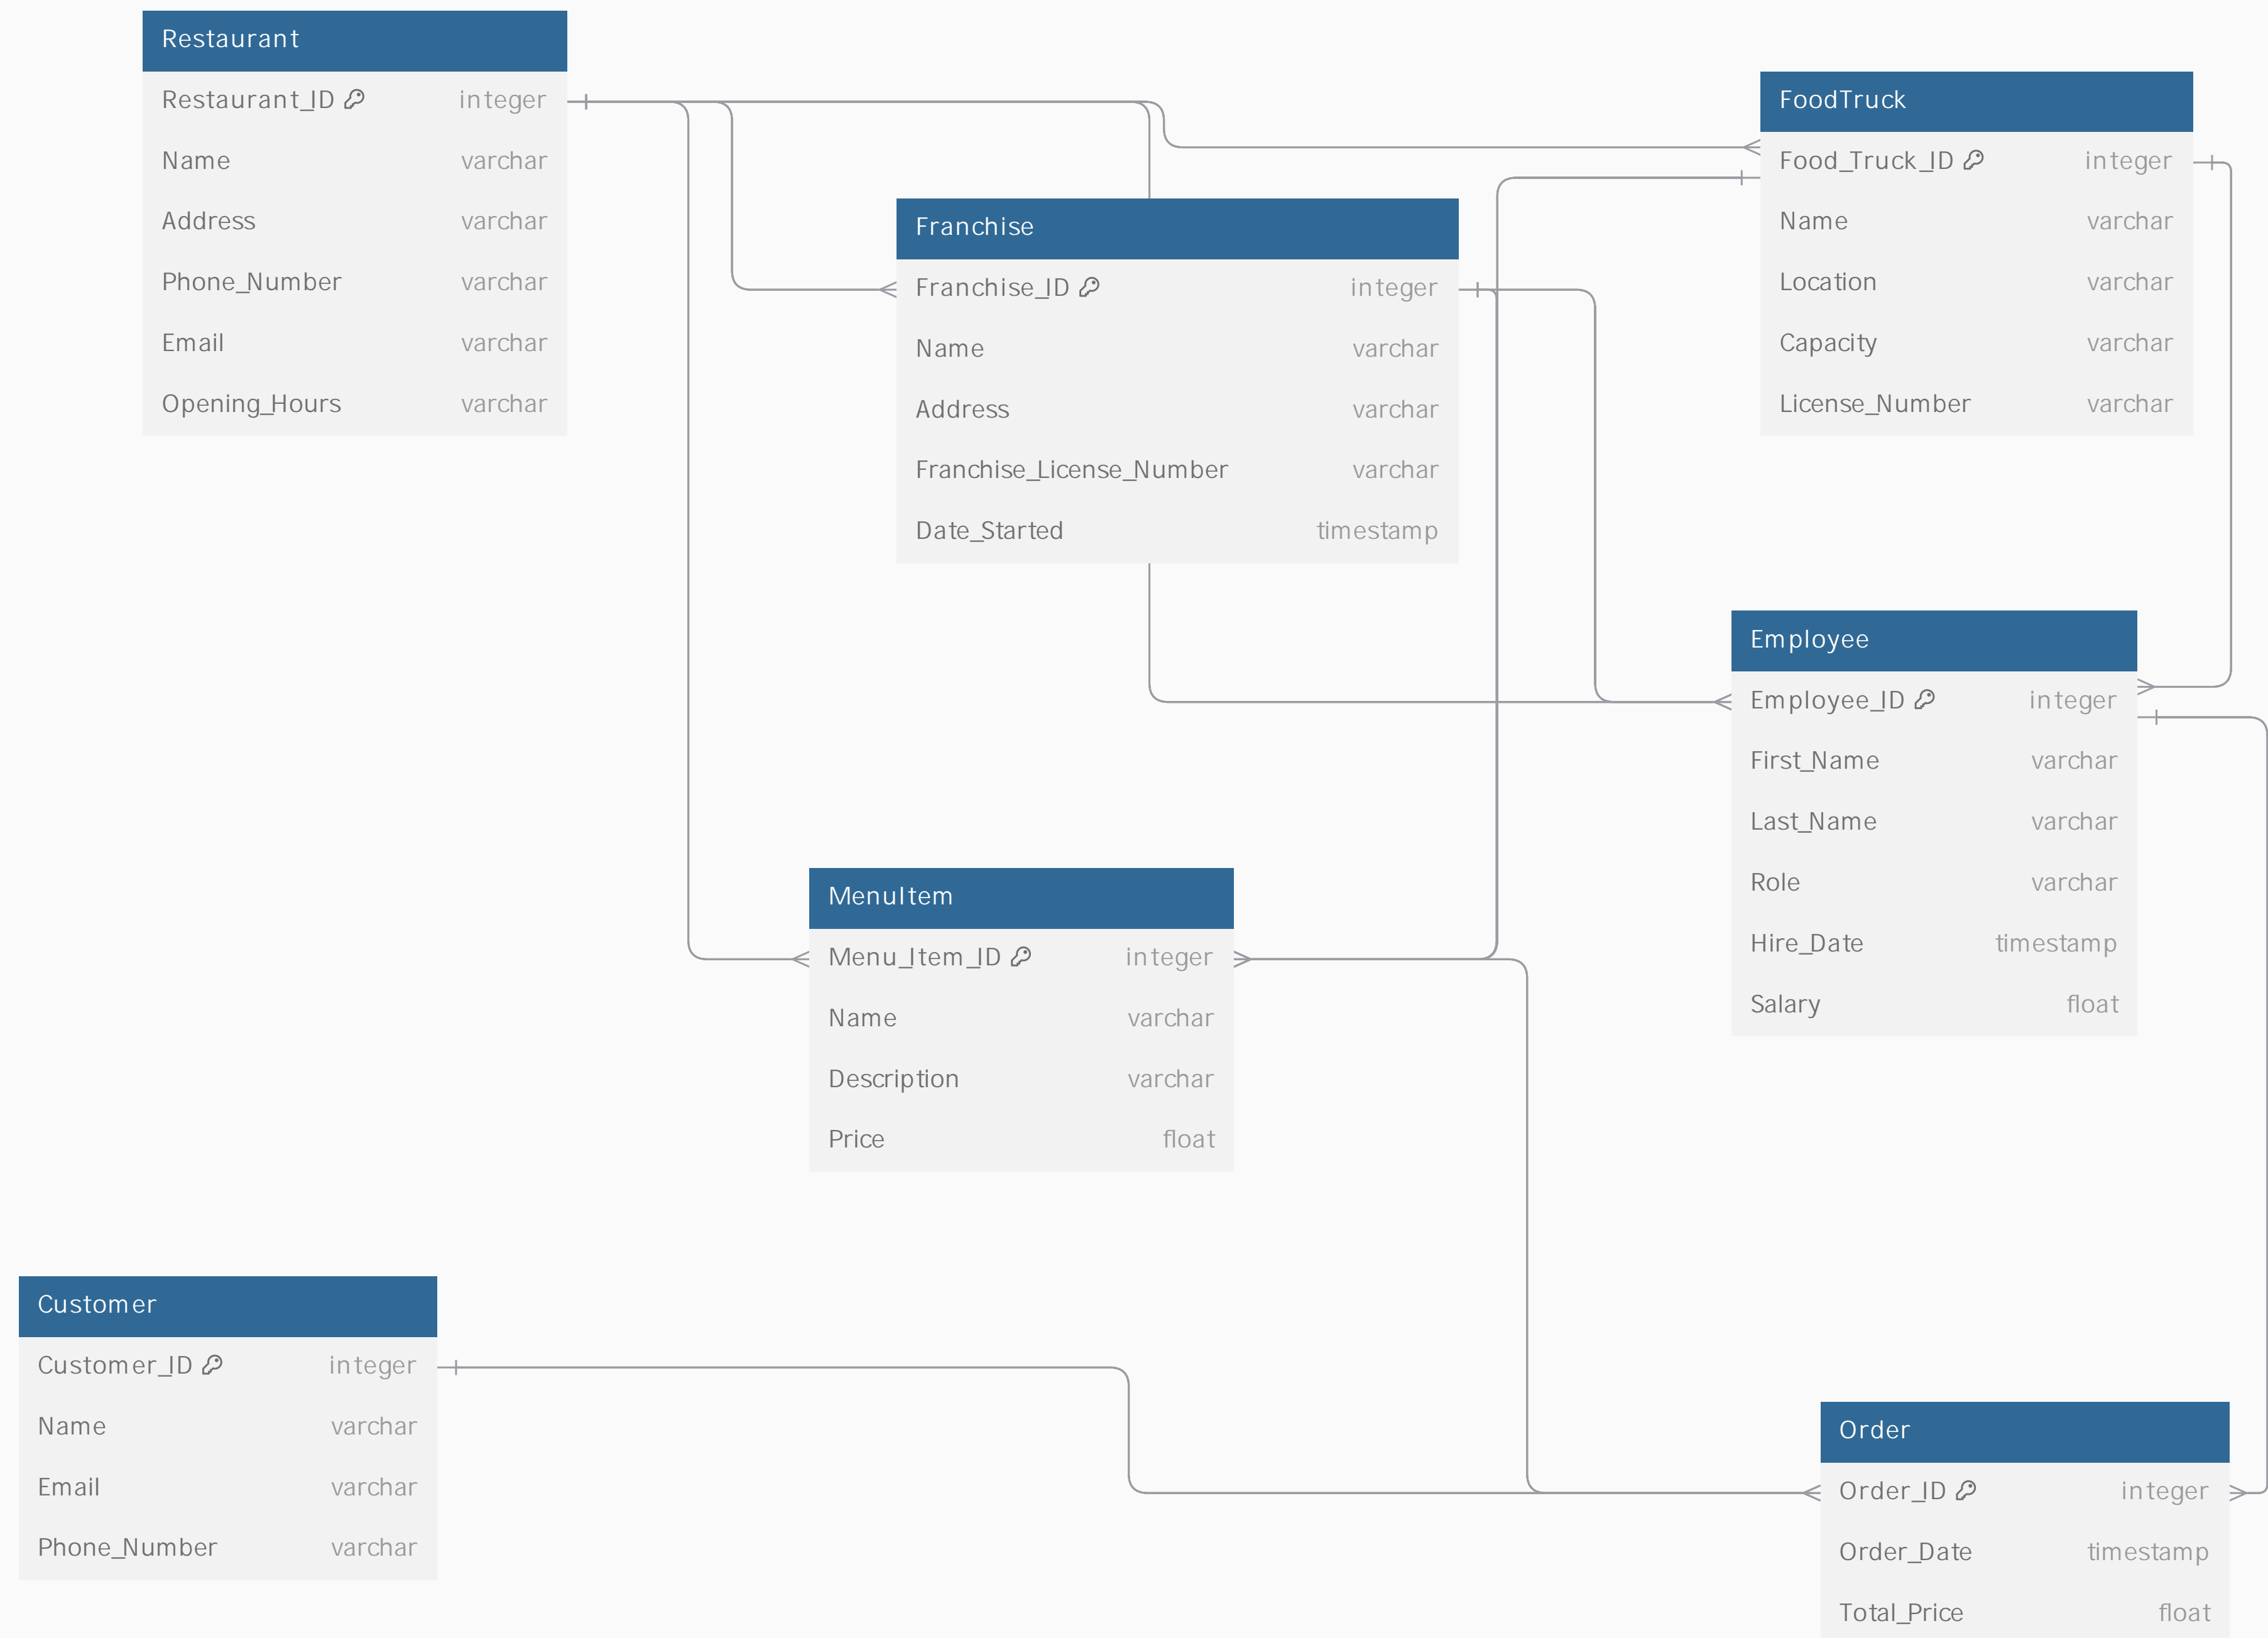 Restaurant
Restaurant_ID integer
Name varchar
Address varchar
Phone_Number varchar
Email varchar
Opening_Hours varchar
FoodTruck
Food_Truck_ID integer
Name varchar
Location varchar
Capacity varchar
License_Number varchar
Franchise
Franchise_ID integer
Name varchar
Address varchar
Franchise_License_Number varchar
Date_Started timestamp
Employee
Employee_ID integer
First_Name varchar
Last_Name varchar
Role varchar
Hire_Date timestamp
Salary float
MenuItem
Menu_Item_ID integer
Name varchar
Description varchar
Price float
Customer
Customer_ID integer
Name varchar
Email varchar
Phone_Number varchar
Order
Order_ID integer
Order_Date timestamp
Total_Price float